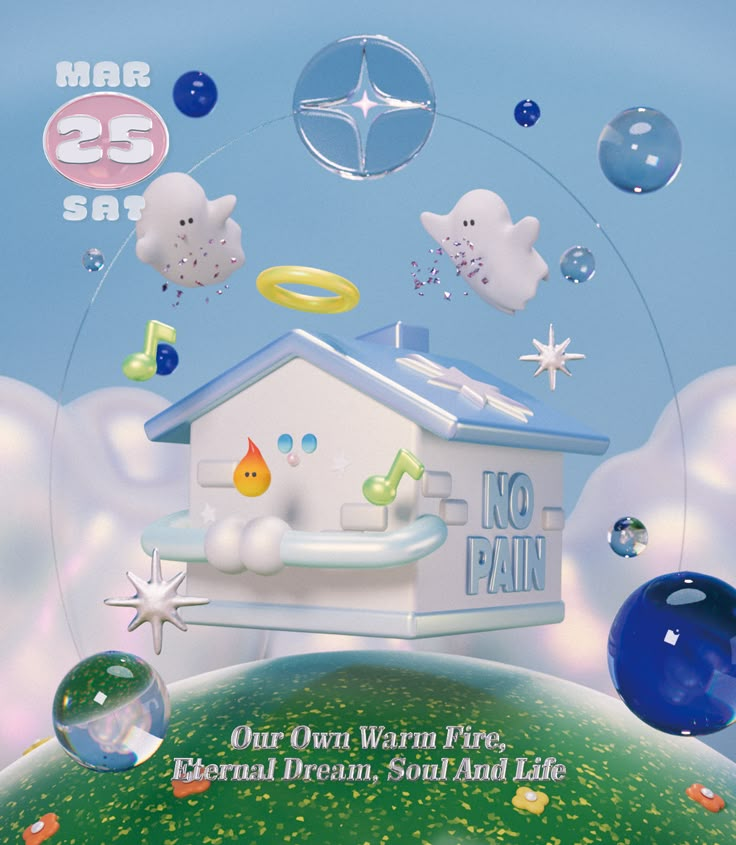 MAR
25
SAT
NO
PAIN
Our Own Warm Fire,
Eternal Dream, Soul And Life